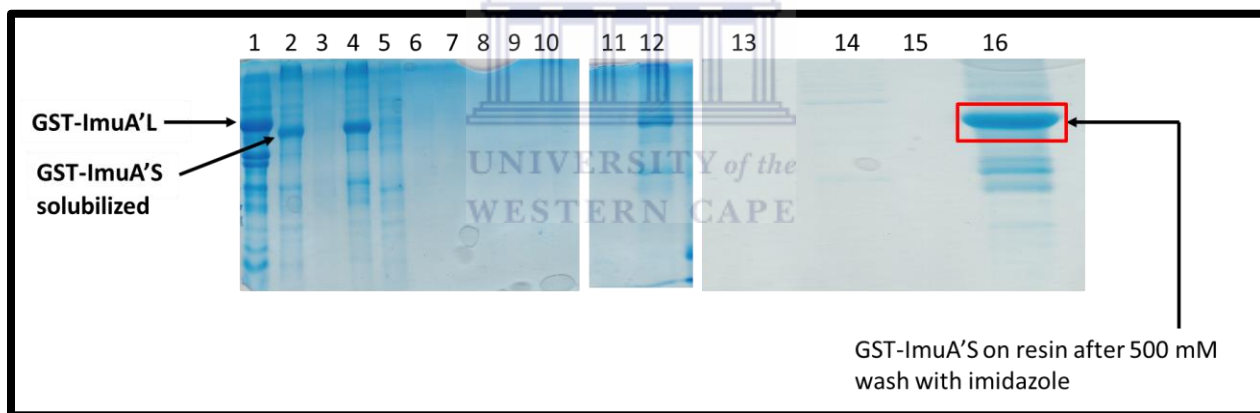 1 2 3 4 5 6 7 8 9 10 11 12 13 14 15 16
GST-ImuA’L
GST-ImuA’S
solubilized
UNIVERSITY of the
WESTERN CAPE
GST-ImuA’S on resin after 500 mM
wash with imidazole